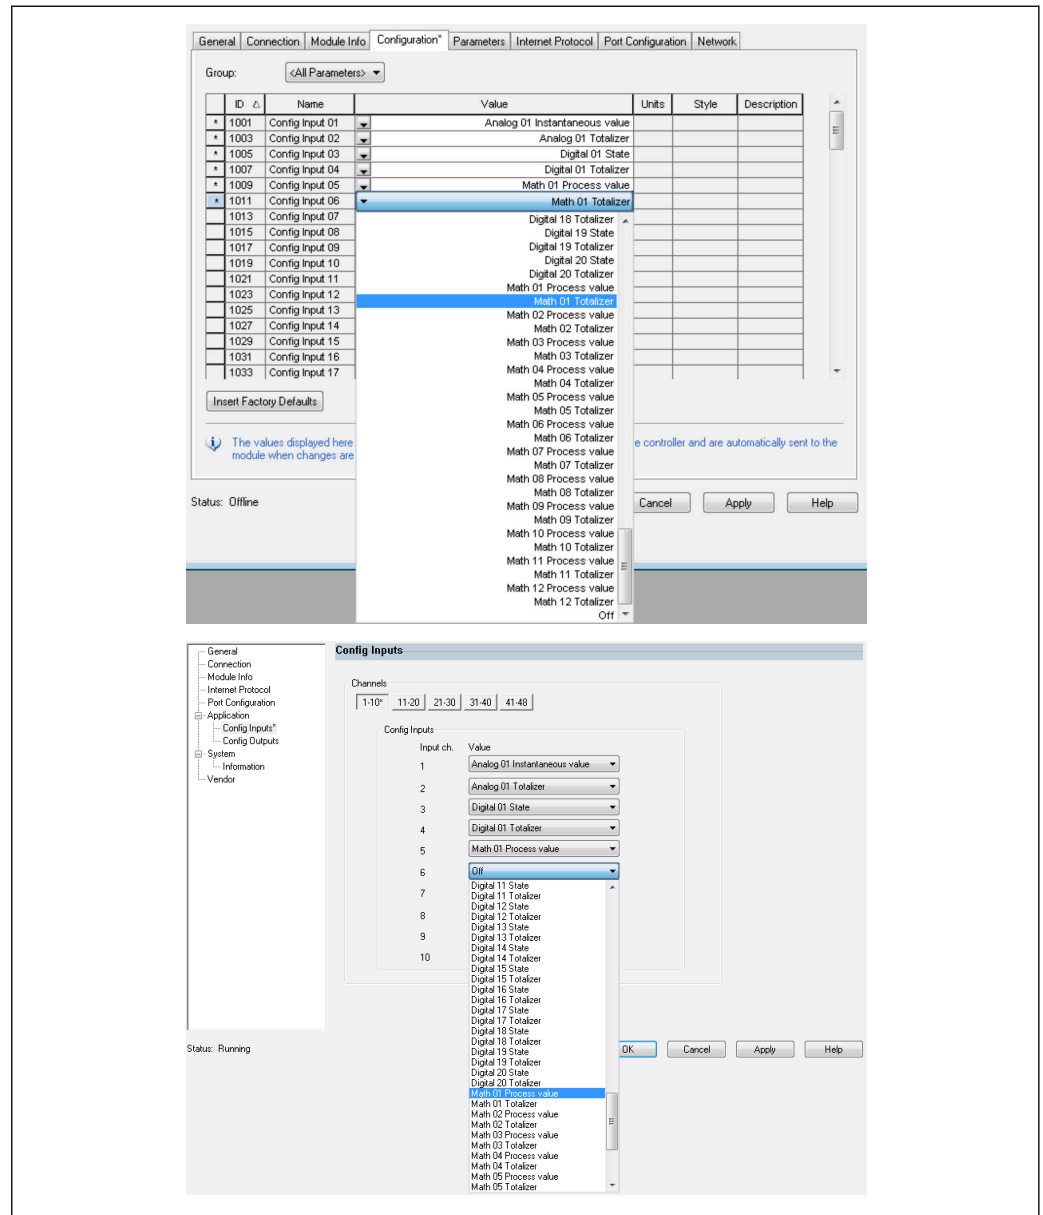 General Connection Module Info Configuration* Parameters Internet Protocol Port Configuration Network
Group: <All Parameters>
ID Name Value Units Style Description
* 1001 Config Input 01 Analog 01 Instantaneous value
* 1003 Config Input 02 Analog 01 Totalizer
* 1005 Config Input 03 Digital 01 State
* 1007 Config Input 04 Digital 01 Totalizer
* 1009 Config Input 05 Math 01 Process value
* 1011 Config Input 06 Math 01 Totalizer
1013 Config Input 07
1015 Config Input 08
1017 Config Input 09
1019 Config Input 10
1021 Config Input 11
1023 Config Input 12
1025 Config Input 13
1027 Config Input 14
1029 Config Input 15
1031 Config Input 16
1033 Config Input 17
Digital 18 Totalizer
Digital 19 State
Digital 19 Totalizer
Digital 20 State
Digital 20 Totalizer
Math 01 Process value
Math 01 Totalizer
Math 02 Process value
Math 02 Totalizer
Math 03 Process value
Math 03 Totalizer
Math 04 Process value
Math 04 Totalizer
Math 05 Process value
Math 05 Totalizer
Math 06 Process value
Math 06 Totalizer
Math 07 Process value
Math 07 Totalizer
Math 08 Process value
Math 08 Totalizer
Math 09 Process value
Math 09 Totalizer
Math 10 Process value
Math 10 Totalizer
Math 11 Process value
Math 11 Totalizer
Math 12 Process value
Math 12 Totalizer
Off
Insert Factory Defaults
The values displayed here e controller and are automatically sent to the
module when changes are
Status: Offline Cancel Apply Help
General
Connection
Module Info
Internet Protocol
Port Configuration
Application
Config Inputs*
Config Outputs
System
Information
Vendor
Config Inputs
Channels
1-10* 11-20 21-30 31-40 41-48
Config Inputs
Input ch. Value
1 Analog 01 Instantaneous value
2 Analog 01 Totalizer
3 Digital 01 State
4 Digital 01 Totalizer
5 Math 01 Process value
6 Off
7
8
9
10
Digital 11 State
Digital 11 Totalizer
Digital 12 State
Digital 12 Totalizer
Digital 13 State
Digital 13 Totalizer
Digital 14 State
Digital 14 Totalizer
Digital 15 State
Digital 15 Totalizer
Digital 16 State
Digital 16 Totalizer
Digital 17 State
Digital 17 Totalizer
Digital 18 State
Digital 18 Totalizer
Digital 19 State
Digital 19 Totalizer
Digital 20 State
Digital 20 Totalizer
Math 01 Process value
Math 01 Totalizer
Math 02 Process value
Math 02 Totalizer
Math 03 Process value
Math 03 Totalizer
Math 04 Process value
Math 04 Totalizer
Math 05 Process value
Math 05 Totalizer
Status: Running OK Cancel Apply Help